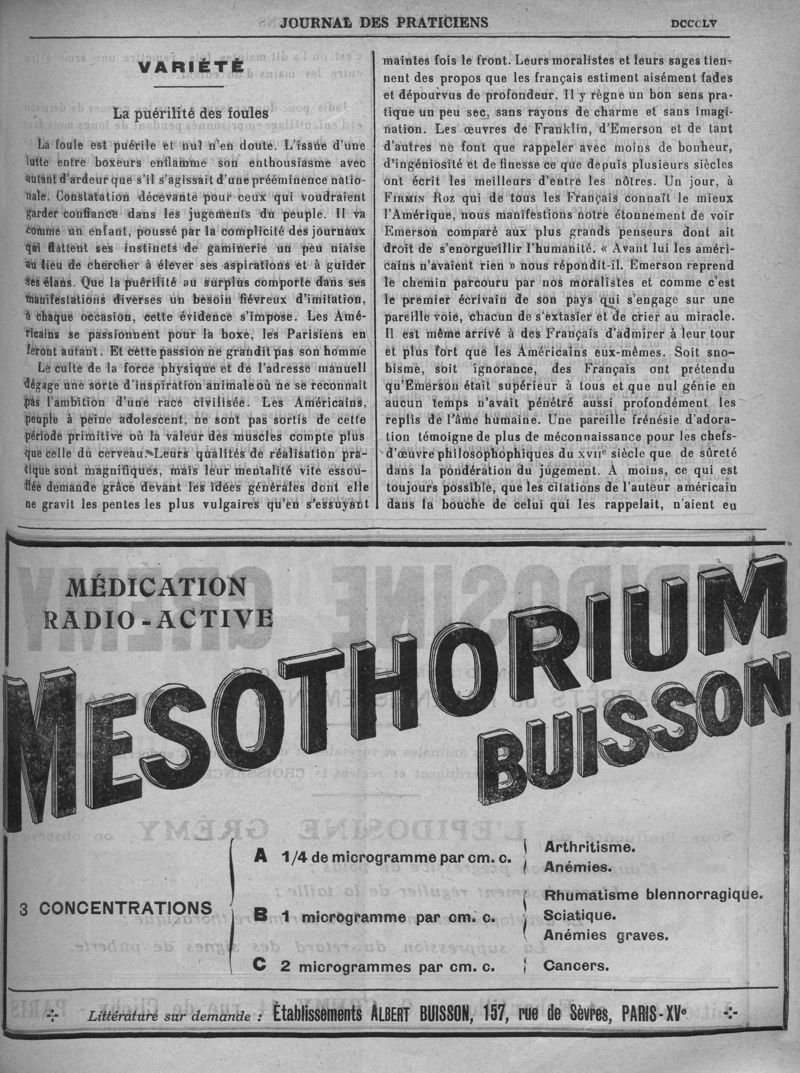 JOURNAL DES PRATICIENS
DCCCLV
VARIÉTÉ
La puérilité des foules
La foule est puérile et nul n'en doute. L'issue d'une
lutte entre boxeurs enflamme son enthousiasme avec
autant d'ardeur que s'il s'agissait d'une prééminence natio-
nale. Constatation décevante pour ceux qui voudraient
garder confiance dans les jugements du peuple. Il va
comme un enfant, poussé par la complicité des journaux
qui flattent ses instincts de gaminerie un peu niaise
au lieu de chercher à élever ses aspirations et à guider
ses élans. Que la puérilité au surplus comporte dans ses
manifestations diverses un besoin fiévreux d'imitation,
à chaque occasion, cette évidence s'impose. Les Amé-
ricains se passionnent pour la boxe, les Parisiens en
feront autant. Et cette passion ne grandit pas son homme
Le culte de la force physique et de l'adresse manuell
dégage une sorte d'inspiration animale où ne se reconnait
pas l'ambition d'une race civilisée. Les Américains,
peuple à peine adolescent, ne sont pas sortis de cette
période primitive où la valeur des muscles compte plus
que celle du cerveau. Leurs qualités de réalisation pra-
tique sont magnifiques, mais leur mentalité vite essou-
flée demande grâce devant les idées générales dont elle
ne gravit les pentes les plus vulgaires qu'en s'essuyant
maintes fois le front. Leurs moralistes et leurs sages tien-
nent des propos que les français estiment aisément fades
et dépourvus de profondeur. Il y règne un bon sens pra-
tique un peu sec, sans rayons de charme et sans imagi-
nation. Les œuvres de Franklin, d'Emerson et de tant
d'autres ne font que rappeler avec moins de bonheur,
d'ingéniosité et de finesse ce que depuis plusieurs siècles
ont écrit les meilleurs d'entre les nôtres. Un jour, à
FIRMIN ROZ qui de tous les Français connaît le mieux
l'Amérique, nous manifestions notre étonnement de voir
Emerson comparé aux plus grands penseurs dont ait
droit de s'enorgueillir l'humanité. « Avant lui les améri-
cains n'avaient rien » nous répondit-il. Emerson reprend
le chemin parcouru par nos moralistes et comme c'est
le premier écrivain de son pays qui s'engage sur une
pareille voie, chacun de s'extasier et de crier au miracle.
Il est même arrivé à des Français d'admirer à leur tour
et plus fort que les Américains eux-mêmes. Soit sno-
bisme, soit ignorance, des Français ont prétendu
qu'Emerson était supérieur à tous et que nul génie en
aucun temps n'avait pénétré aussi profondément les
replis de l'âme humaine. Une pareille frénésie d'adora-
tion témoigne de plus de méconnaissance pour les chefs-
d'œuvre philosophophiques du XVIIe siècle que de sûreté
dans la pondération du jugement. A moins, ce qui est
toujours possible, que les citations de l'auteur américain
dans la bouche de celui qui les rappelait, n'aient eu
MÉDICATION
RADIO-ACTIVE
MESOTHORIUM
BUISSON
3 CONCENTRATIONS
A 1/4 de microgramme par cm. c.
Arthritisme.
Anémies.
B 1 microgramme par cm. c.
Rhumatisme blennorragique.
Sciatique.
Anémies graves.
C 2 microgrammes par cm. c.
Cancers.
Littérature sur demande : Établissements ALBERT BUISSON, 157, rue de Sèvres, PARIS-XVe